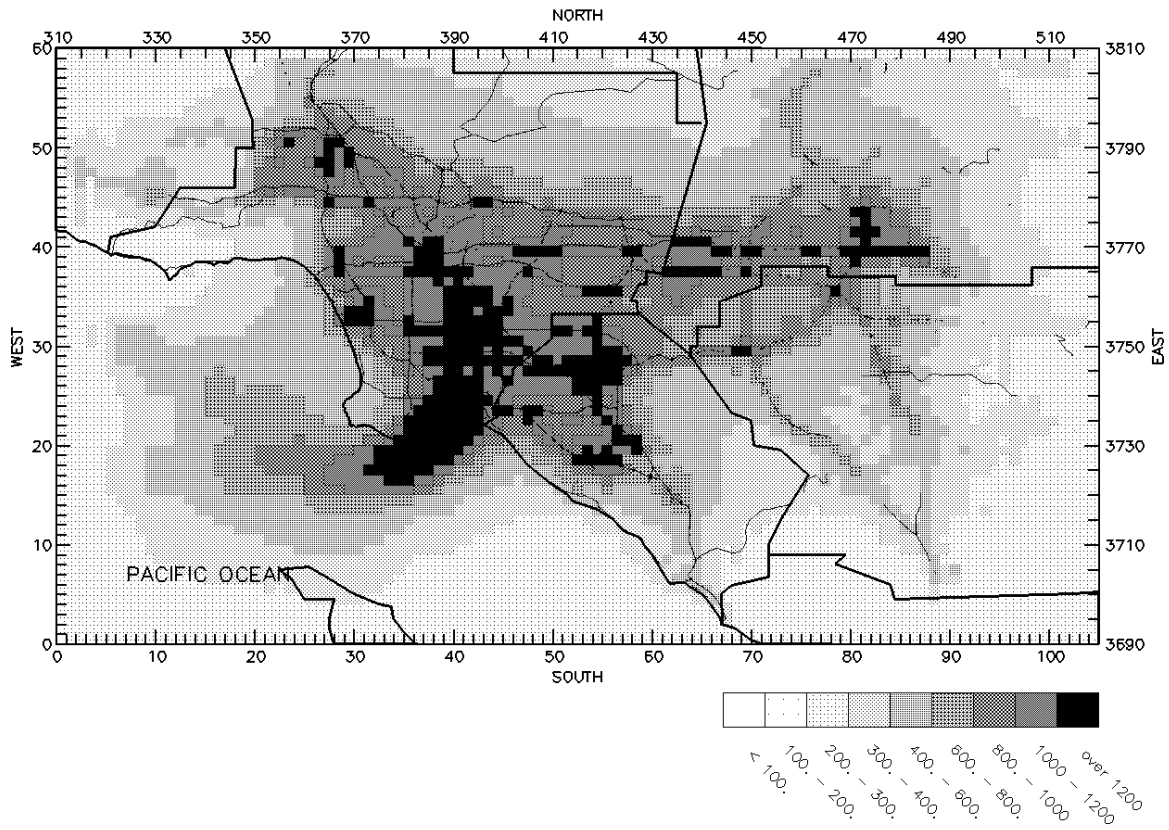 NORTH
310 330 350 370 390 410 430 450 470 490 510
60 3810
50 3790
40 3770
WEST
EAST
30 3750
20 3730
10 3710
PACIFIC OCEAN
0 3690
0 10 20 30 40 50 60 70 80 90 100
SOUTH
< 100.
100. - 200.
200. - 300.
300. - 400.
400. - 600.
600. - 800.
800. - 1000
1000 - 1200
over 1200